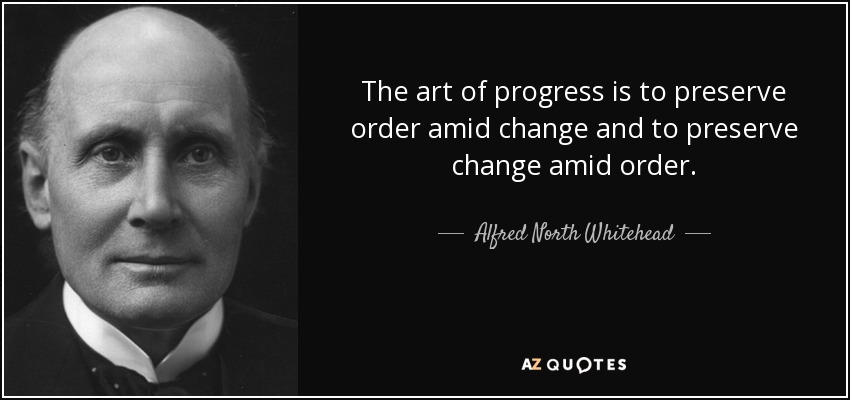 The art of progress is to preserve
order amid change and to preserve
change amid order.
Alfred North Whitehead
AZ QUOTES